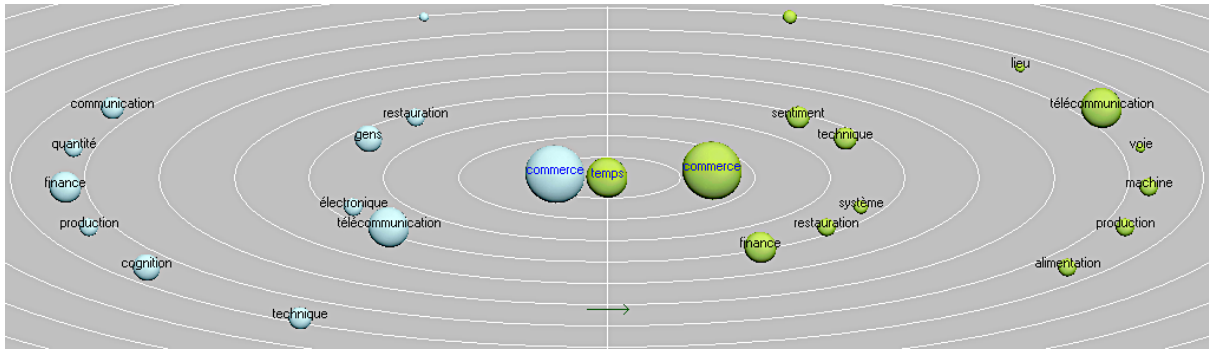 lieu
communication
télécommunication
restauration
sentiment
gens
technique
quantité
voie
commerce
temps
commerce
finance
machine
électronique
système
production
télécommunication
restauration
production
finance
cognition
alimentation
technique